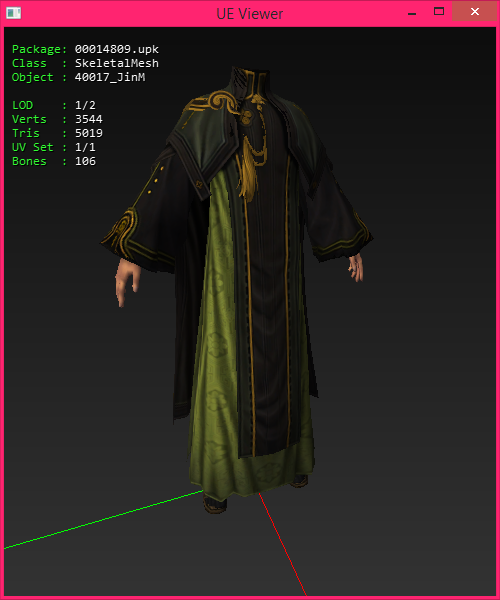 UE Viewer
Package: 00014809.upk
Class : SkeletalMesh
Object : 40017_JinM
LOD : 1/2
Verts : 3544
Tris : 5019
UV Set : 1/1
Bones : 106